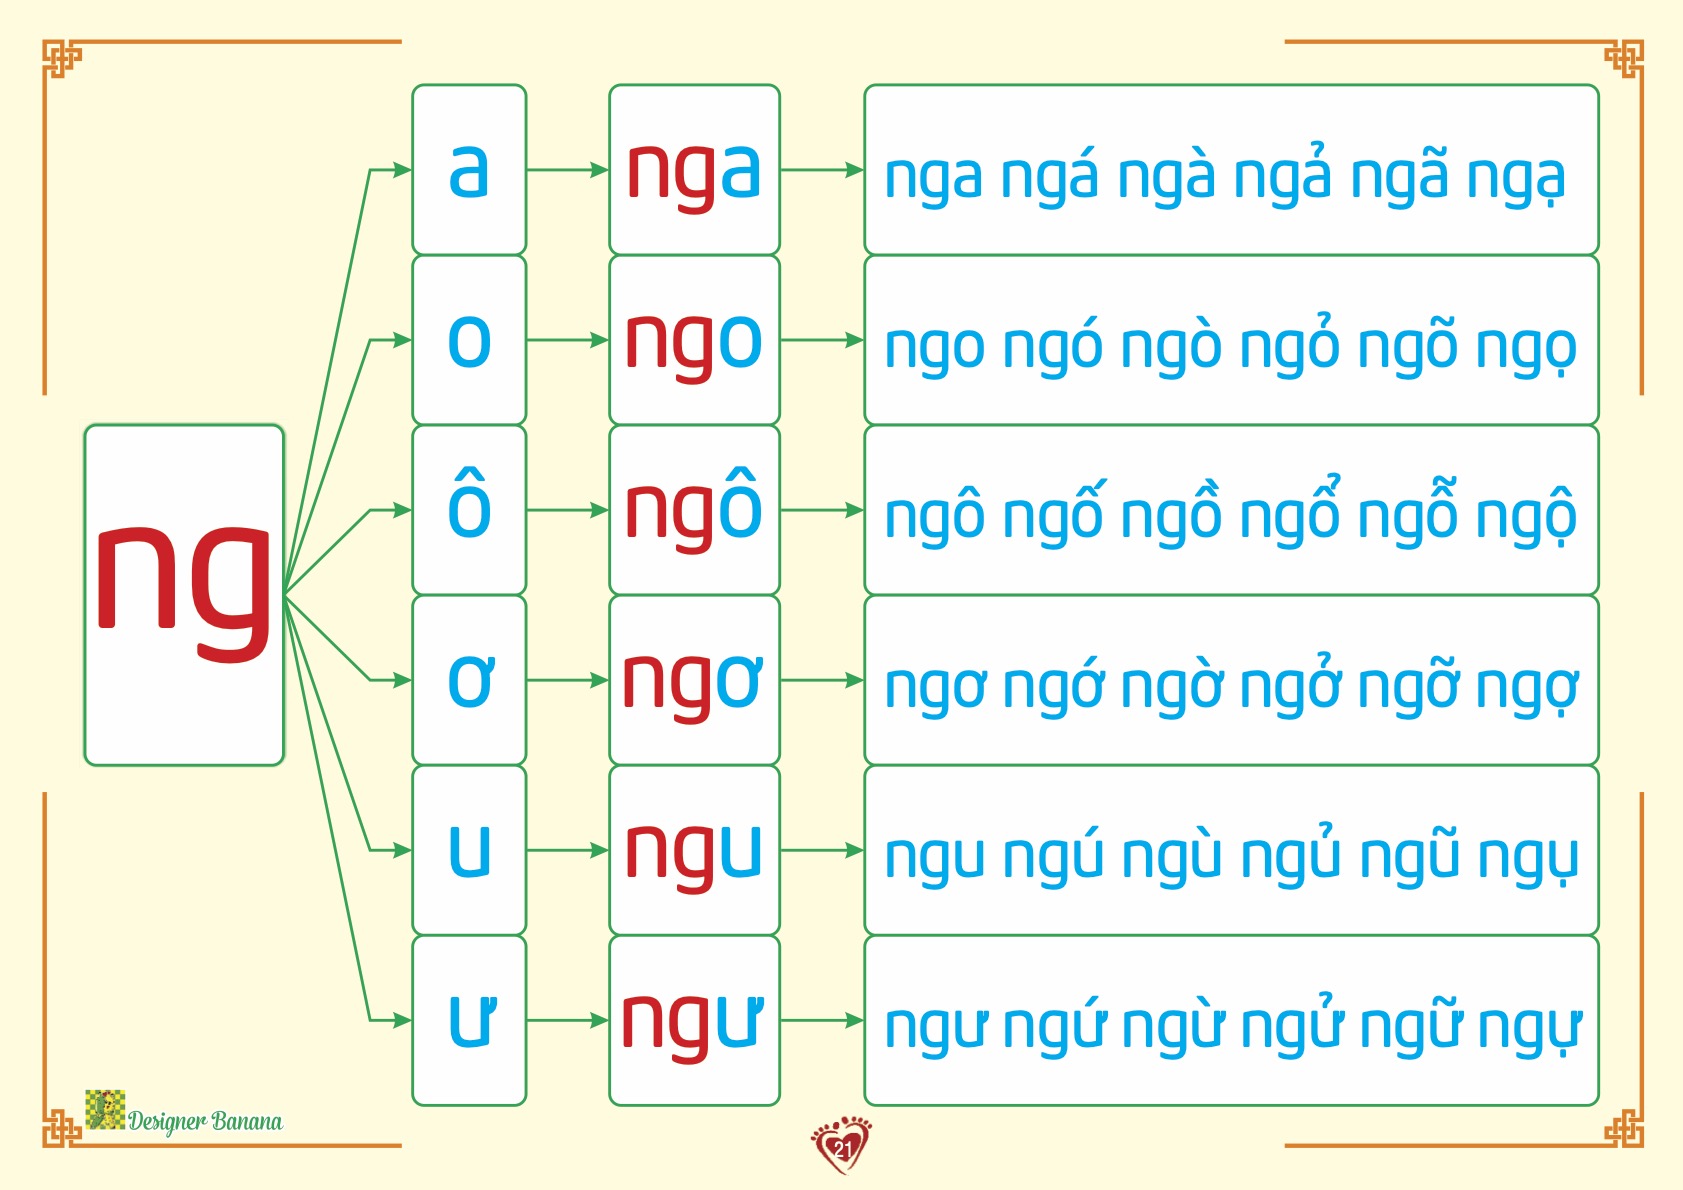 a nga nga ngá ngà ngả ngã ngạ
o ngo ngo ngó ngò ngỏ ngõ ngọ
ô ngô ngô ngố ngồ ngổ ngỗ ngộ
ng
ơ ngơ ngơ ngớ ngờ ngở ngỡ ngợ
u ngu ngu ngú ngù ngủ ngũ ngụ
ư ngư ngư ngứ ngừ ngử ngữ ngự
Designer Banana
21